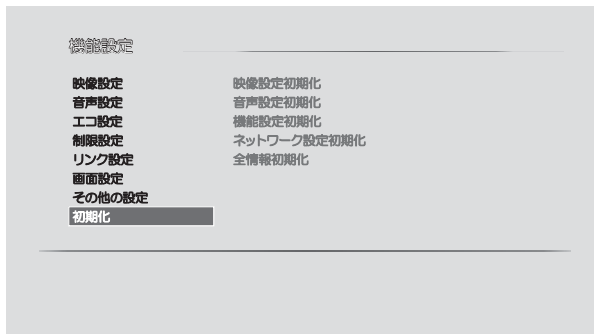 機能設定
映像設定
音声設定
エコ設定
制限設定
リンク設定
画面設定
その他の設定
初期化
映像設定初期化
音声設定初期化
機能設定初期化
ネットワーク設定初期化
全情報初期化